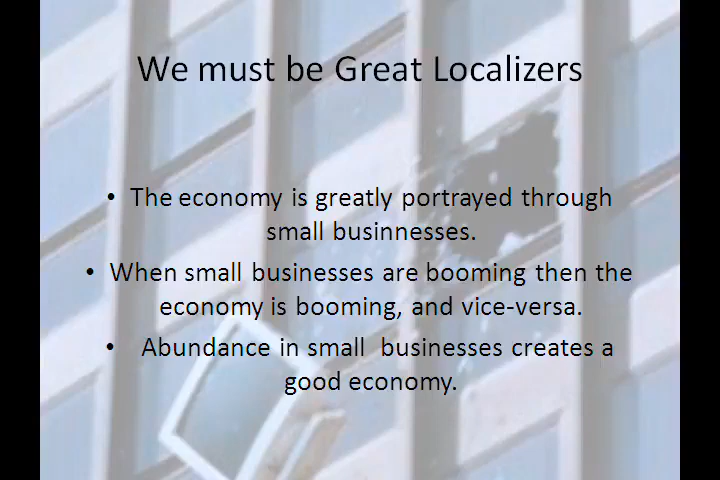 We must be Great Localizers
• The economy is greatly portrayed through
small businnesses.
• When small businesses are booming then the
economy is booming, and vice-versa.
• Abundance in small  businesses creates a
good economy.